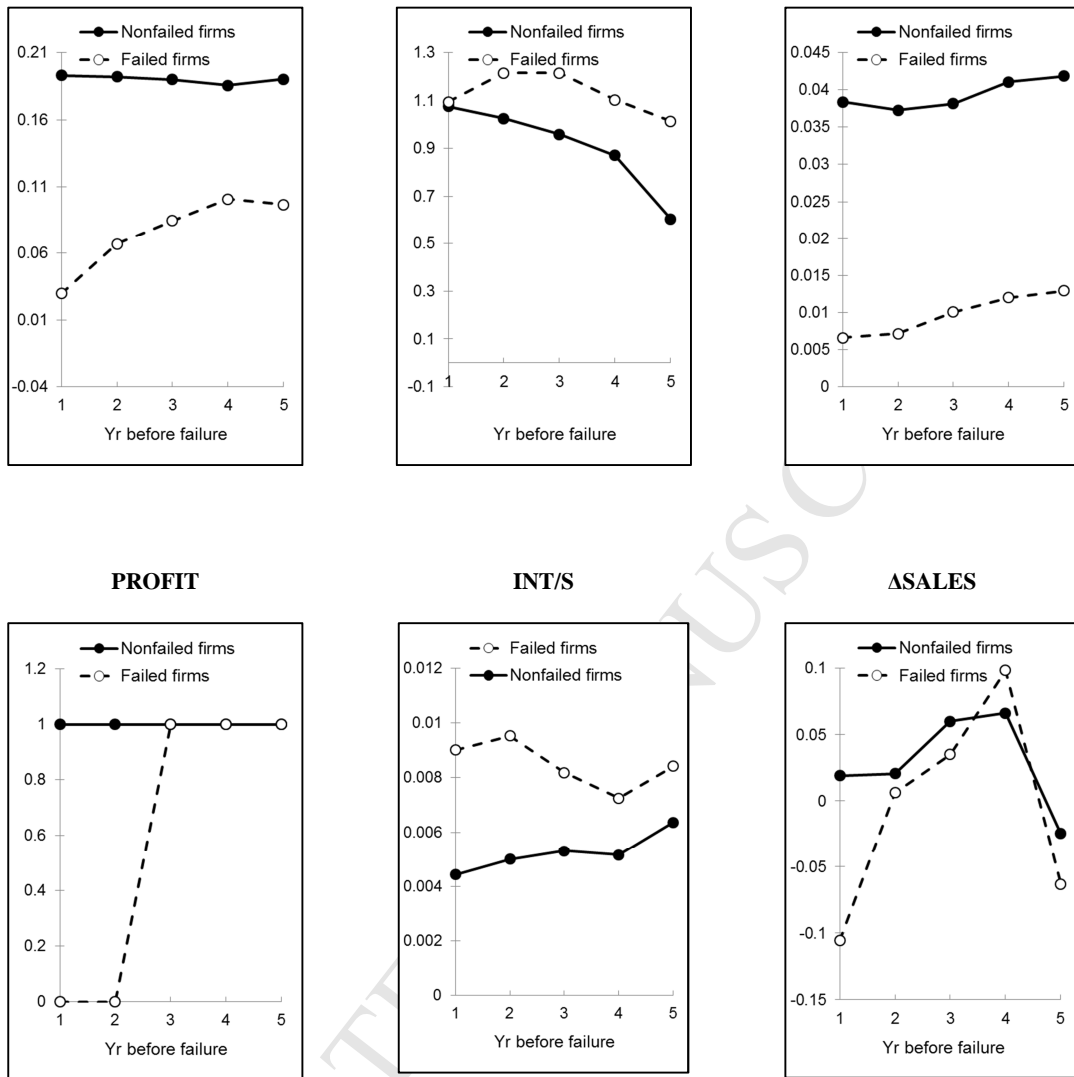 Nonfailed firms
Failed firms
0.21
0.16
0.11
0.06
0.01
-0.04
1 2 3 4 5
Yr before failure
Nonfailed firms
Failed firms
1.3
1.1
0.9
0.7
0.5
0.3
0.1
-0.1
1 2 3 4 5
Yr before failure
Nonfailed firms
Failed firms
0.045
0.04
0.035
0.03
0.025
0.02
0.015
0.01
0.005
0
1 2 3 4 5
Yr before failure
PROFIT
Nonfailed firms
Failed firms
1.2
1
0.8
0.6
0.4
0.2
0
1 2 3 4 5
Yr before failure
INT/S
Failed firms
Nonfailed firms
0.012
0.01
0.008
0.006
0.004
0.002
0
1 2 3 4 5
Yr before failure
ΔSALES
Nonfailed firms
Failed firms
0.1
0.05
0
-0.05
-0.1
-0.15
1 2 3 4 5
Yr before failure